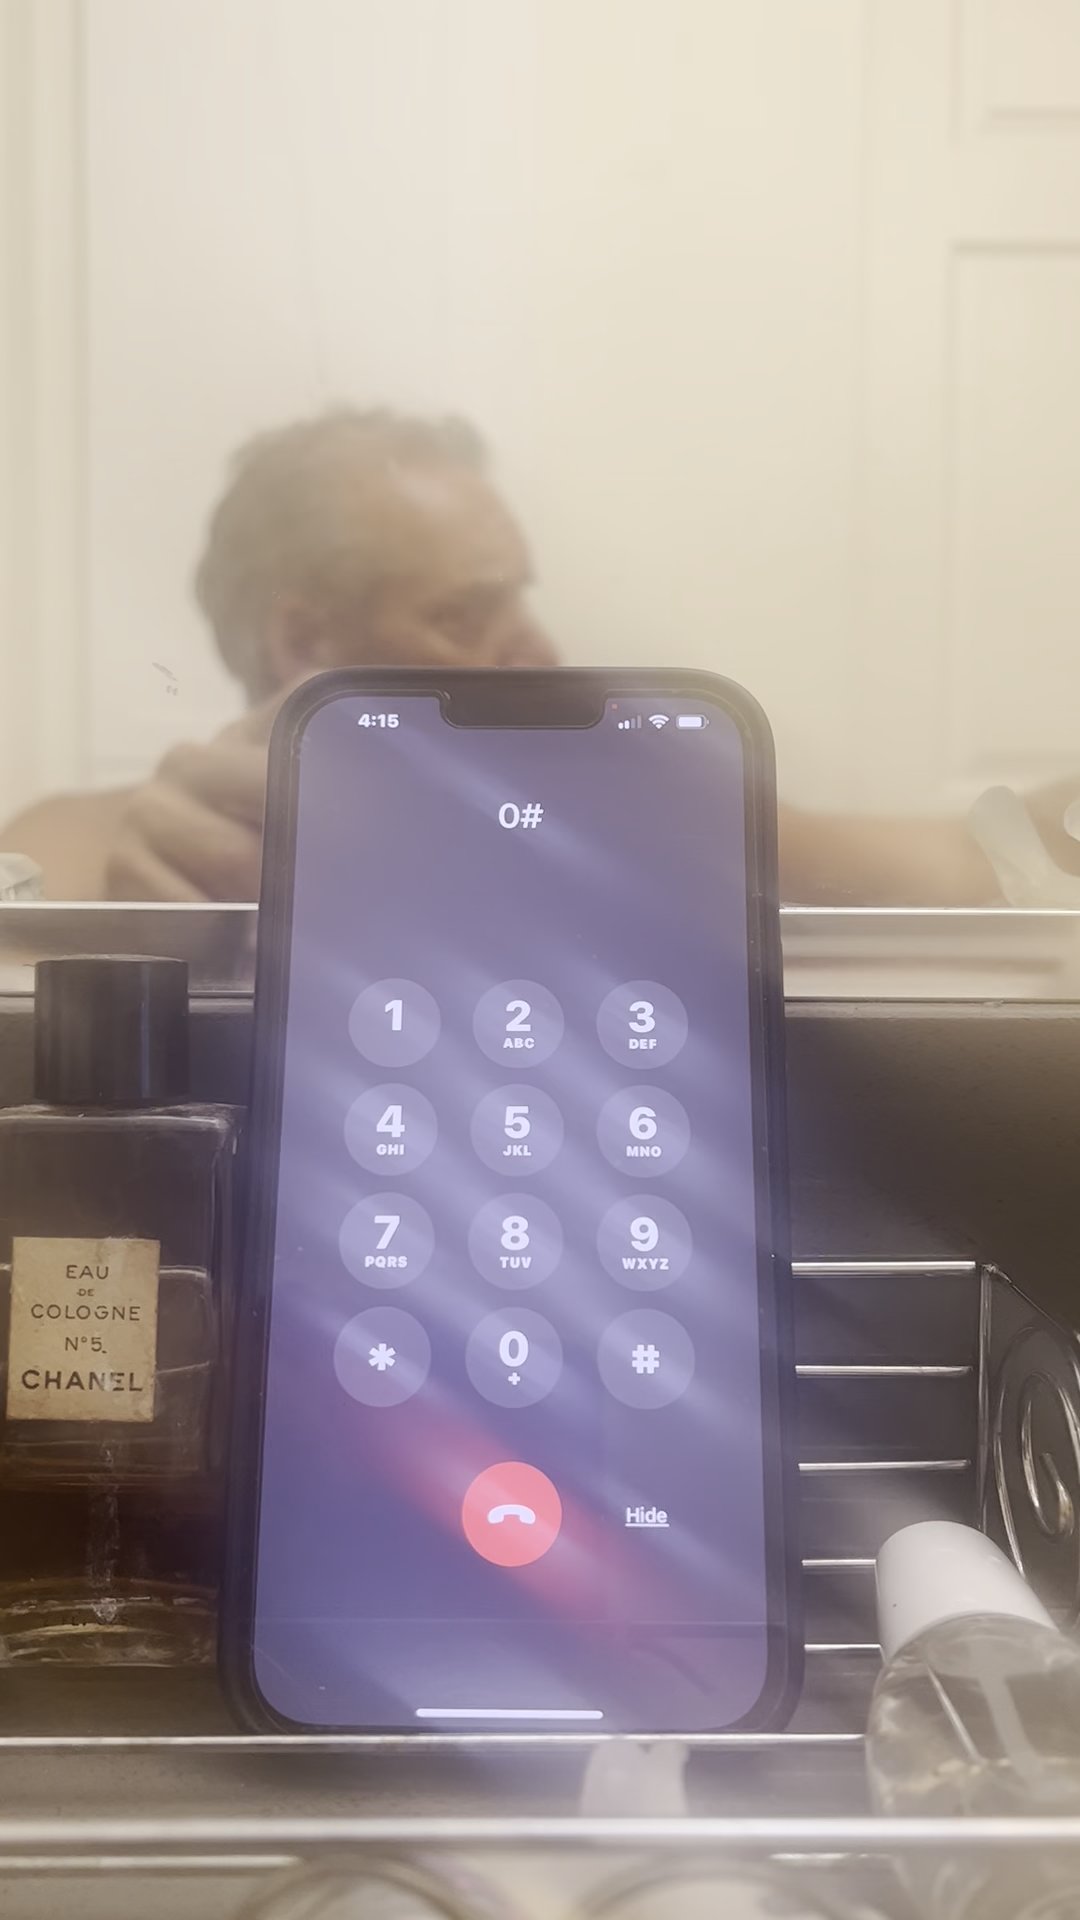 4:15
0#
1 2 3
ABC DEF
4 5 6
GHI JKL MNO
7 8 9
PQRS TUV WXYZ
* 0 #
+
Hide
EAU
DE
COLOGNE
N°5
CHANEL